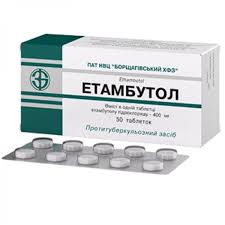 ПАТ НВЦ "БОРЩАГІВСЬКИЙ ХФЗ"
Ethambutol
ЕТАМБУТОЛ
Вміст в одній таблетці
етамбутолу гідрохлориду - 400 мг
50 таблеток
Протитуберкульозний засіб